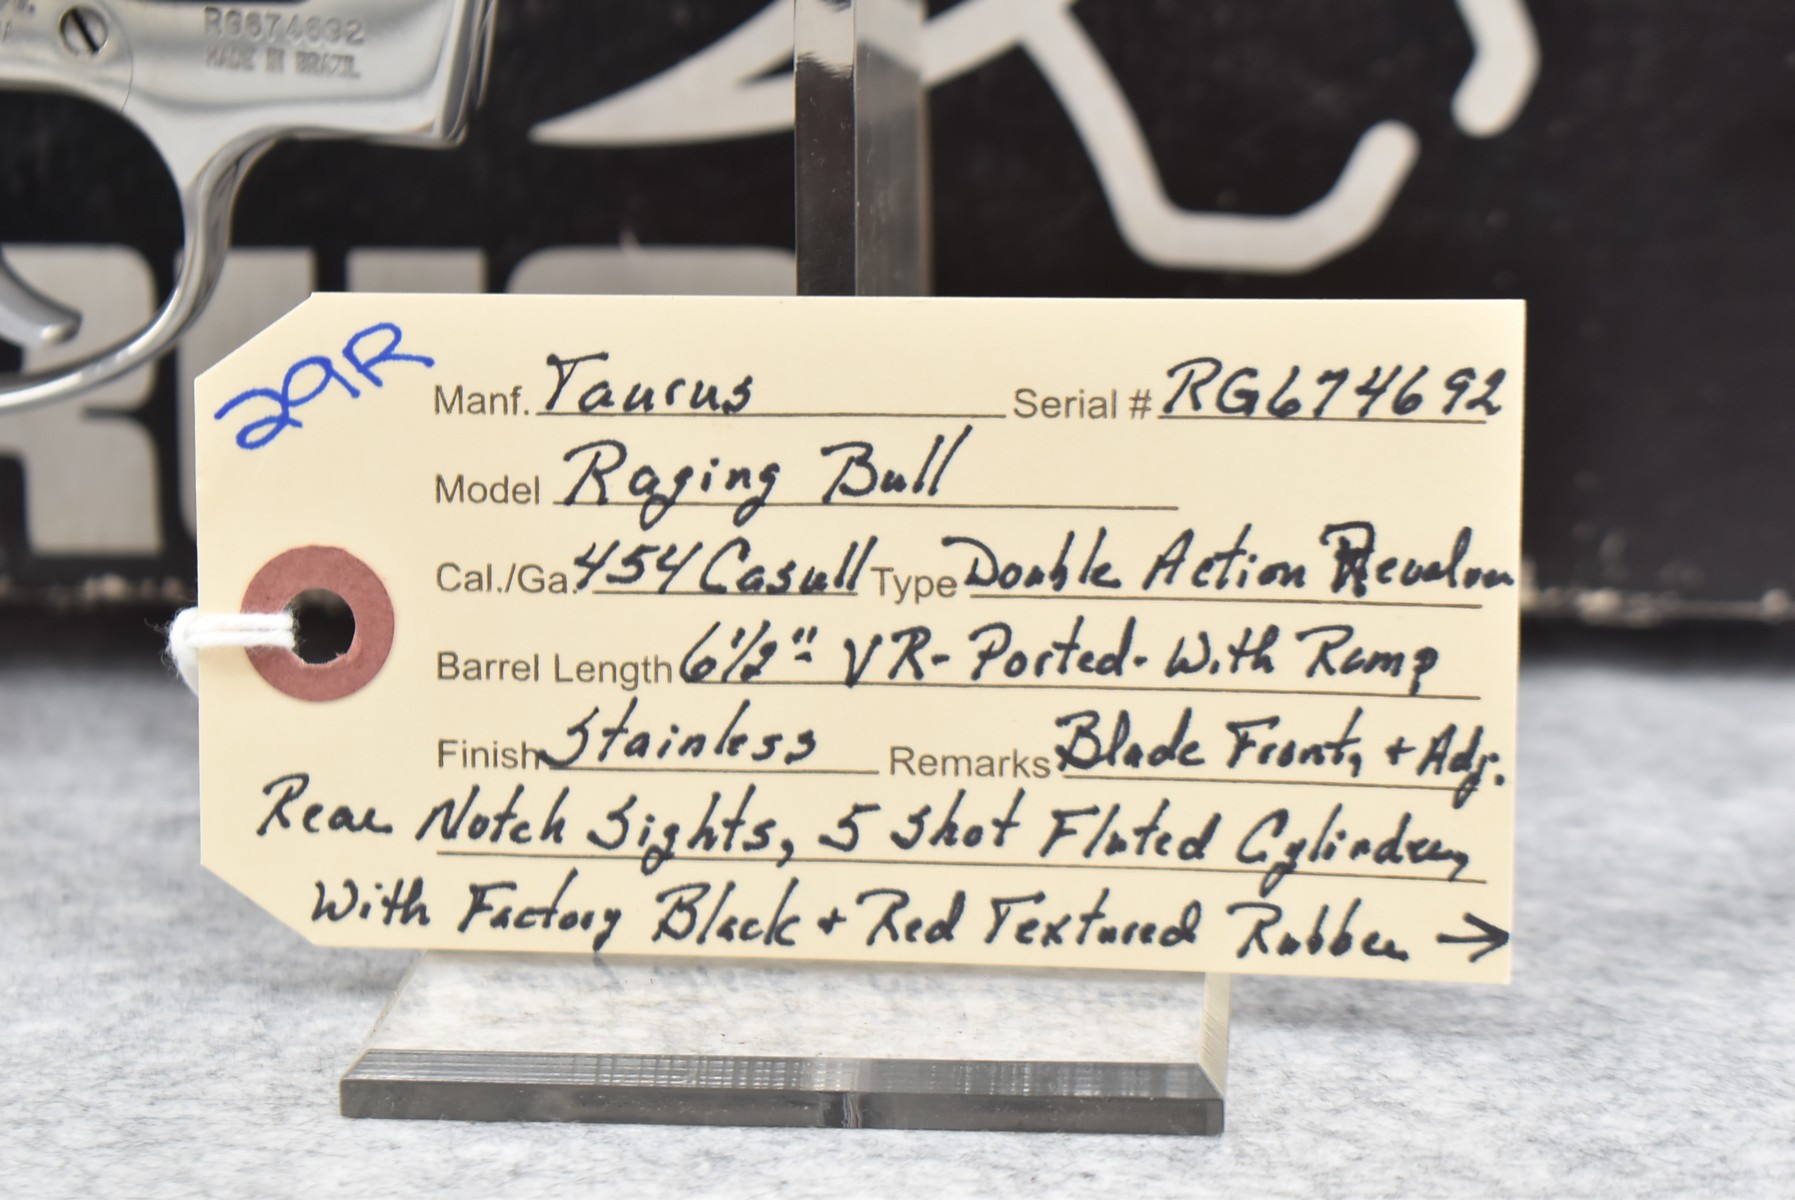 MADE IN BRAZIL
29R
Manf. Taurus Serial # RG674692
Model Raging Bull
Cal./Ga. 454 Casull Type Double Action Revolver
Barrel Length 6 1/2" VR- Ported- With Ramp
Finish Stainless Remarks Blade Front, + Adj.
Rear Notch Sights, 5 Shot Fluted Cylinder,
With Factory Black + Red Textured Rubber →